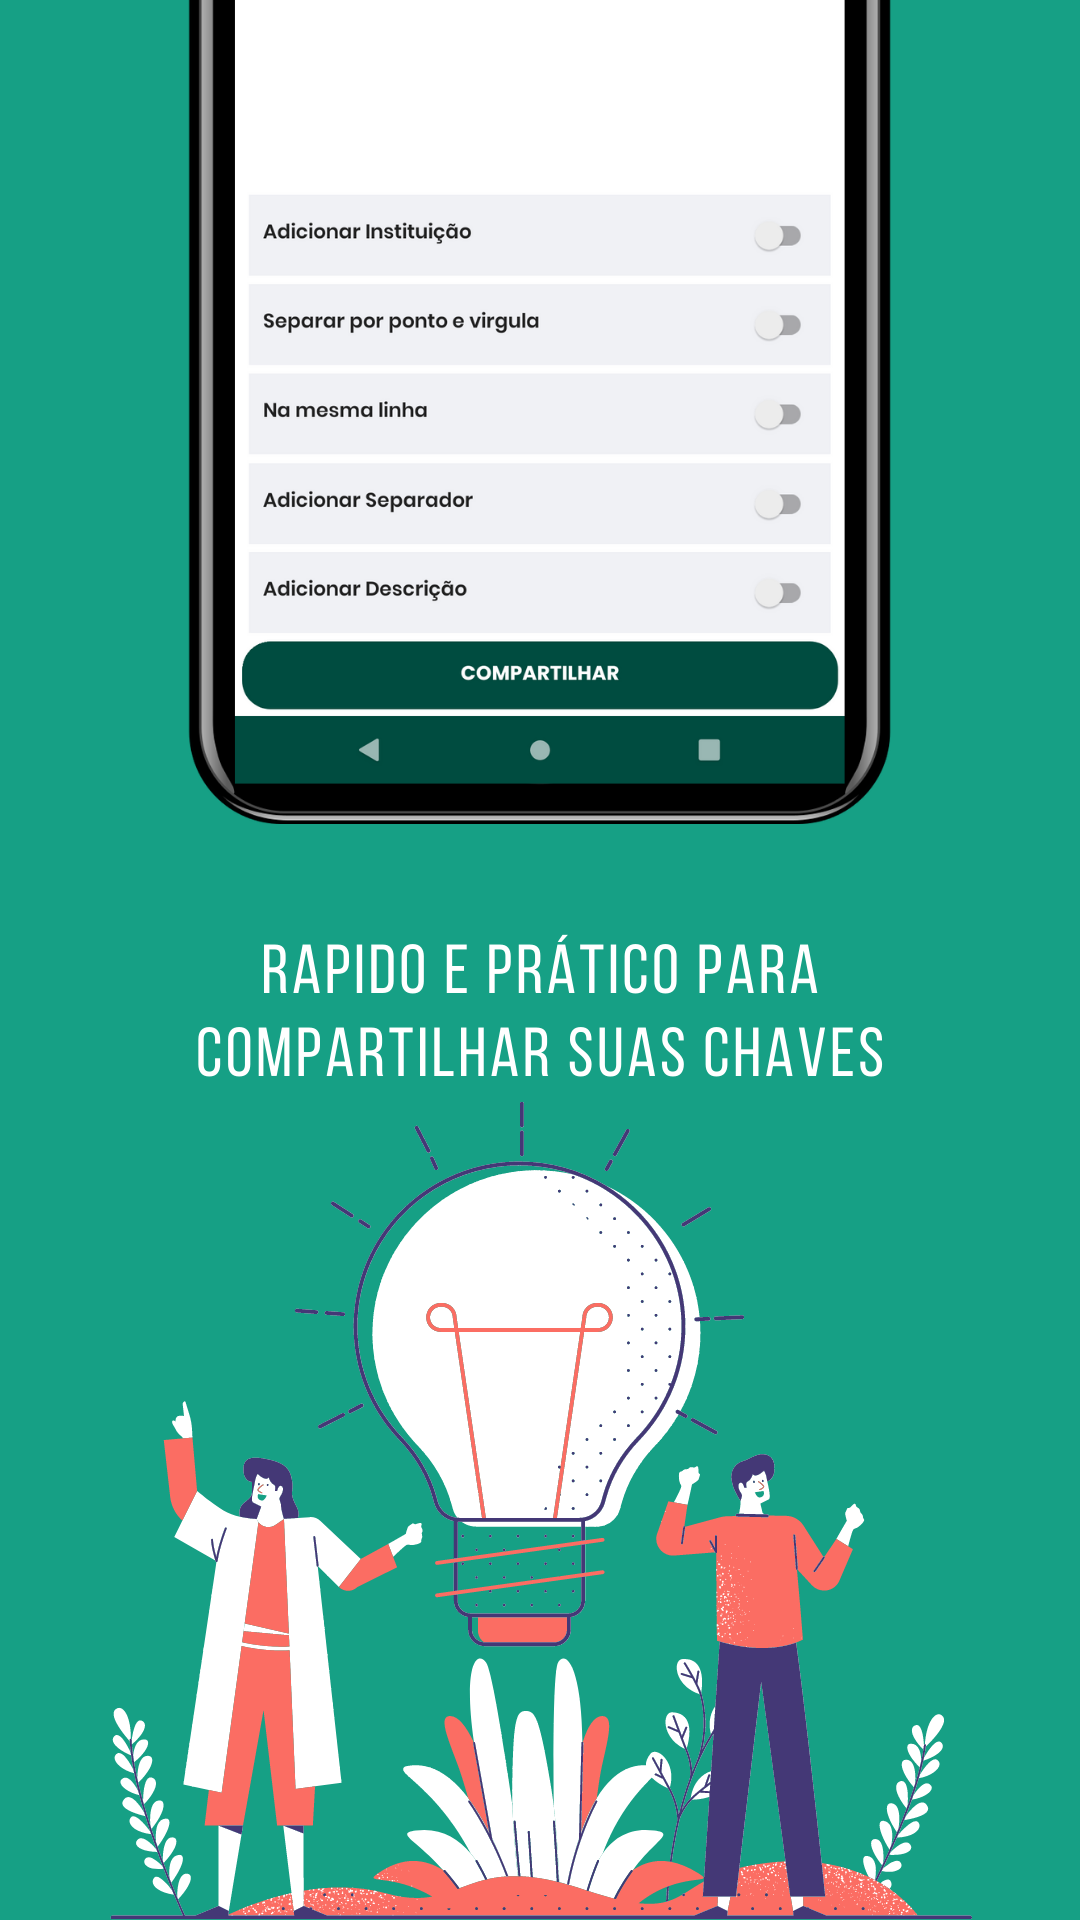 Adicionar Instituição
Separar por ponto e virgula
Na mesma linha
Adicionar Separador
Adicionar Descrição
COMPARTILHAR
RAPIDO E PRÁTICO PARA
COMPARTILHAR SUAS CHAVES